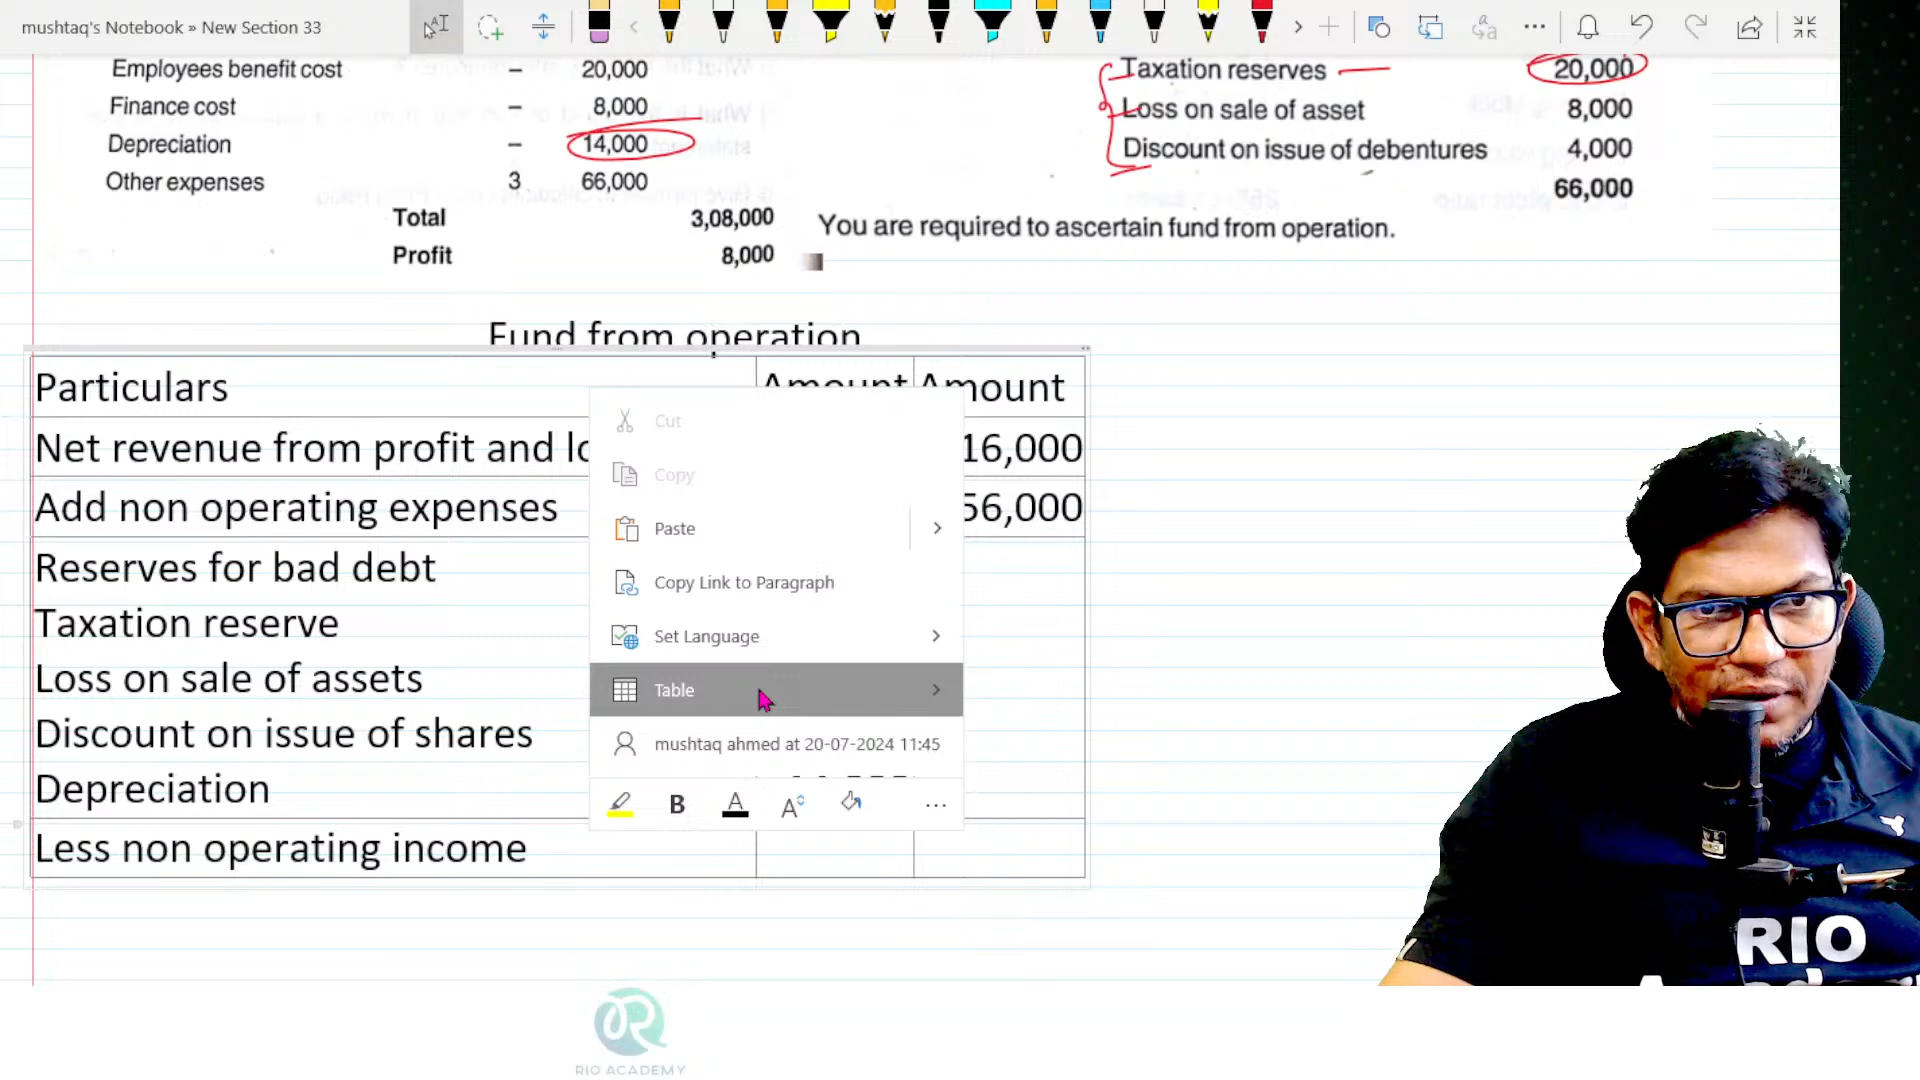 mushtaq's Notebook » New Section 33
Employees benefit cost – 20,000
Finance cost – 8,000
Depreciation – 14,000
Other expenses 3 66,000
Total 3,08,000
Profit 8,000
Taxation reserves 20,000
Loss on sale of asset 8,000
Discount on issue of debentures 4,000
66,000
You are required to ascertain fund from operation.
Fund from operation
Particulars Amount Amount
Net revenue from profit and lo 16,000
Add non operating expenses 56,000
Reserves for bad debt
Taxation reserve
Loss on sale of assets
Discount on issue of shares
Depreciation
Less non operating income
Cut
Copy
Paste
Copy Link to Paragraph
Set Language
Table
mushtaq ahmed at 20-07-2024 11:45
B A A
RIO
RIO ACADEMY